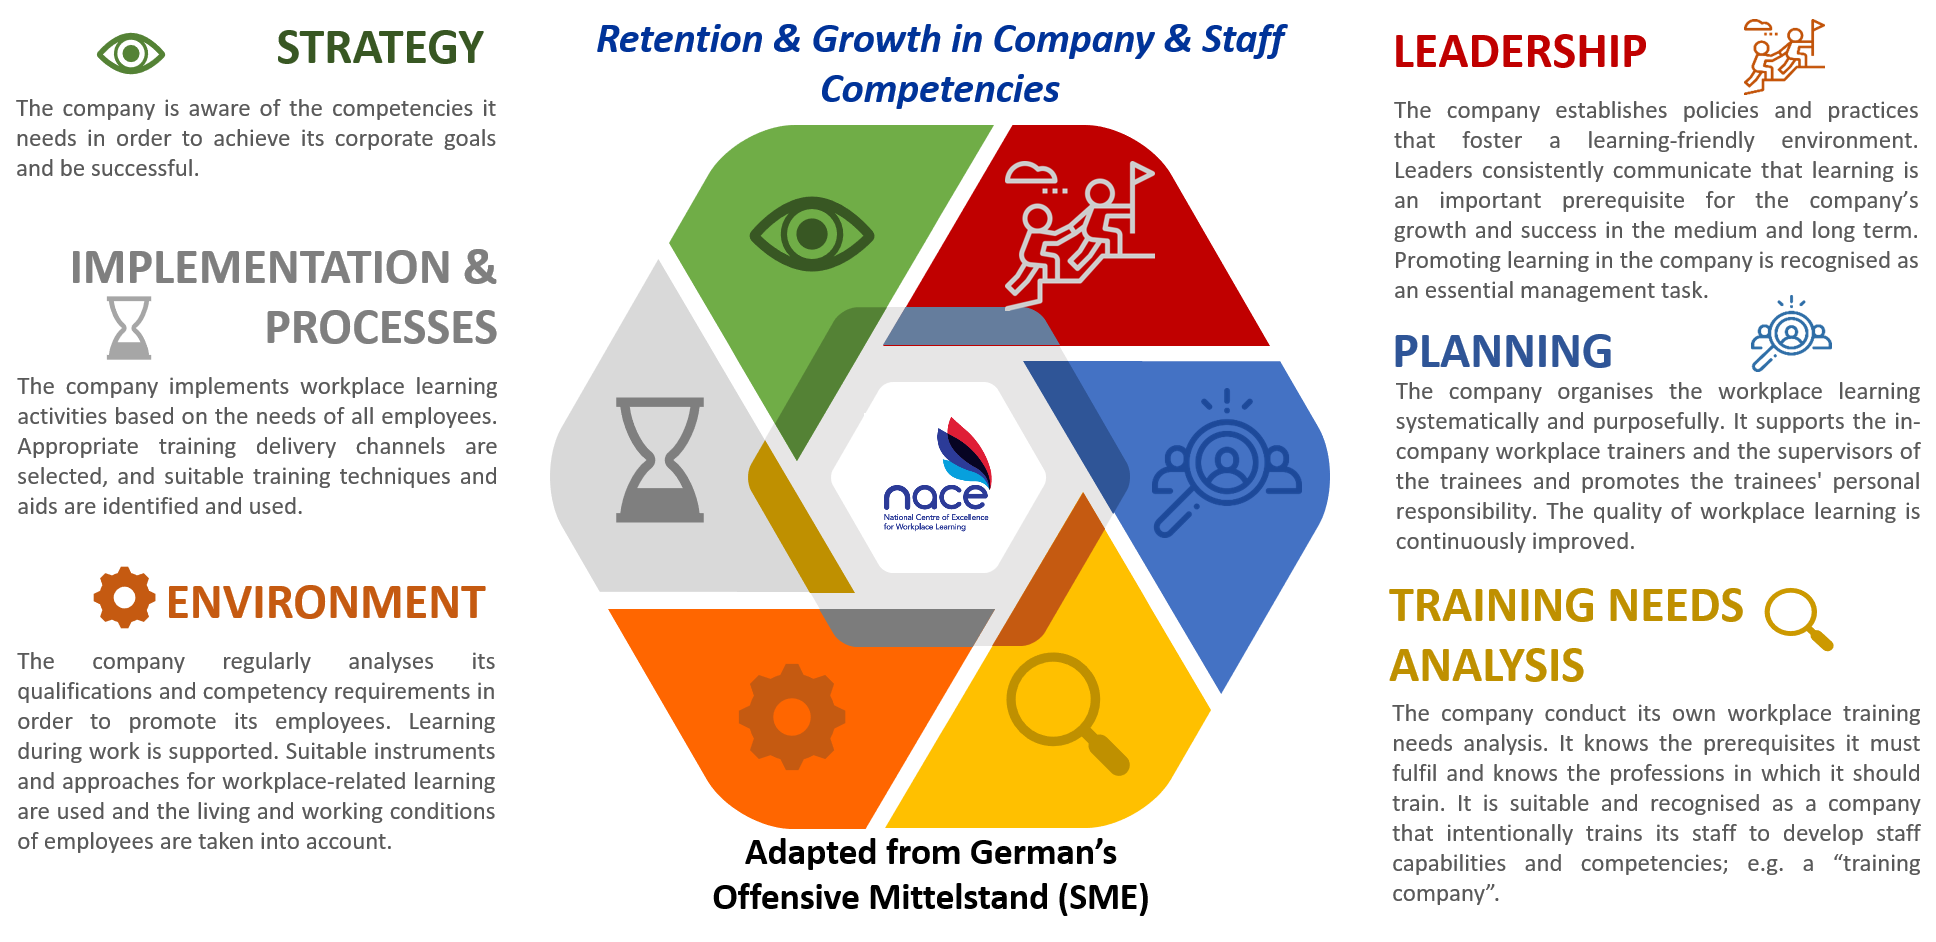 STRATEGY
The company is aware of the competencies it
needs in order to achieve its corporate goals
and be successful.
IMPLEMENTATION &
PROCESSES
The company implements workplace learning
activities based on the needs of all employees.
Appropriate training delivery channels are
selected, and suitable training techniques and
aids are identified and used.
ENVIRONMENT
The company regularly analyses its
qualifications and competency requirements in
order to promote its employees. Learning
during work is supported. Suitable instruments
and approaches for workplace-related learning
are used and the living and working conditions
of employees are taken into account.
Retention & Growth in Company & Staff
Competencies
nace
National Centre of Excellence
for Workplace Learning
Adapted from German’s
Offensive Mittelstand (SME)
LEADERSHIP
The company establishes policies and practices
that foster a learning-friendly environment.
Leaders consistently communicate that learning is
an important prerequisite for the company’s
growth and success in the medium and long term.
Promoting learning in the company is recognised as
an essential management task.
PLANNING
The company organises the workplace learning
systematically and purposefully. It supports the in-
company workplace trainers and the supervisors of
the trainees and promotes the trainees' personal
responsibility. The quality of workplace learning is
continuously improved.
TRAINING NEEDS
ANALYSIS
The company conduct its own workplace training
needs analysis. It knows the prerequisites it must
fulfil and knows the professions in which it should
train. It is suitable and recognised as a company
that intentionally trains its staff to develop staff
capabilities and competencies; e.g. a “training
company”.